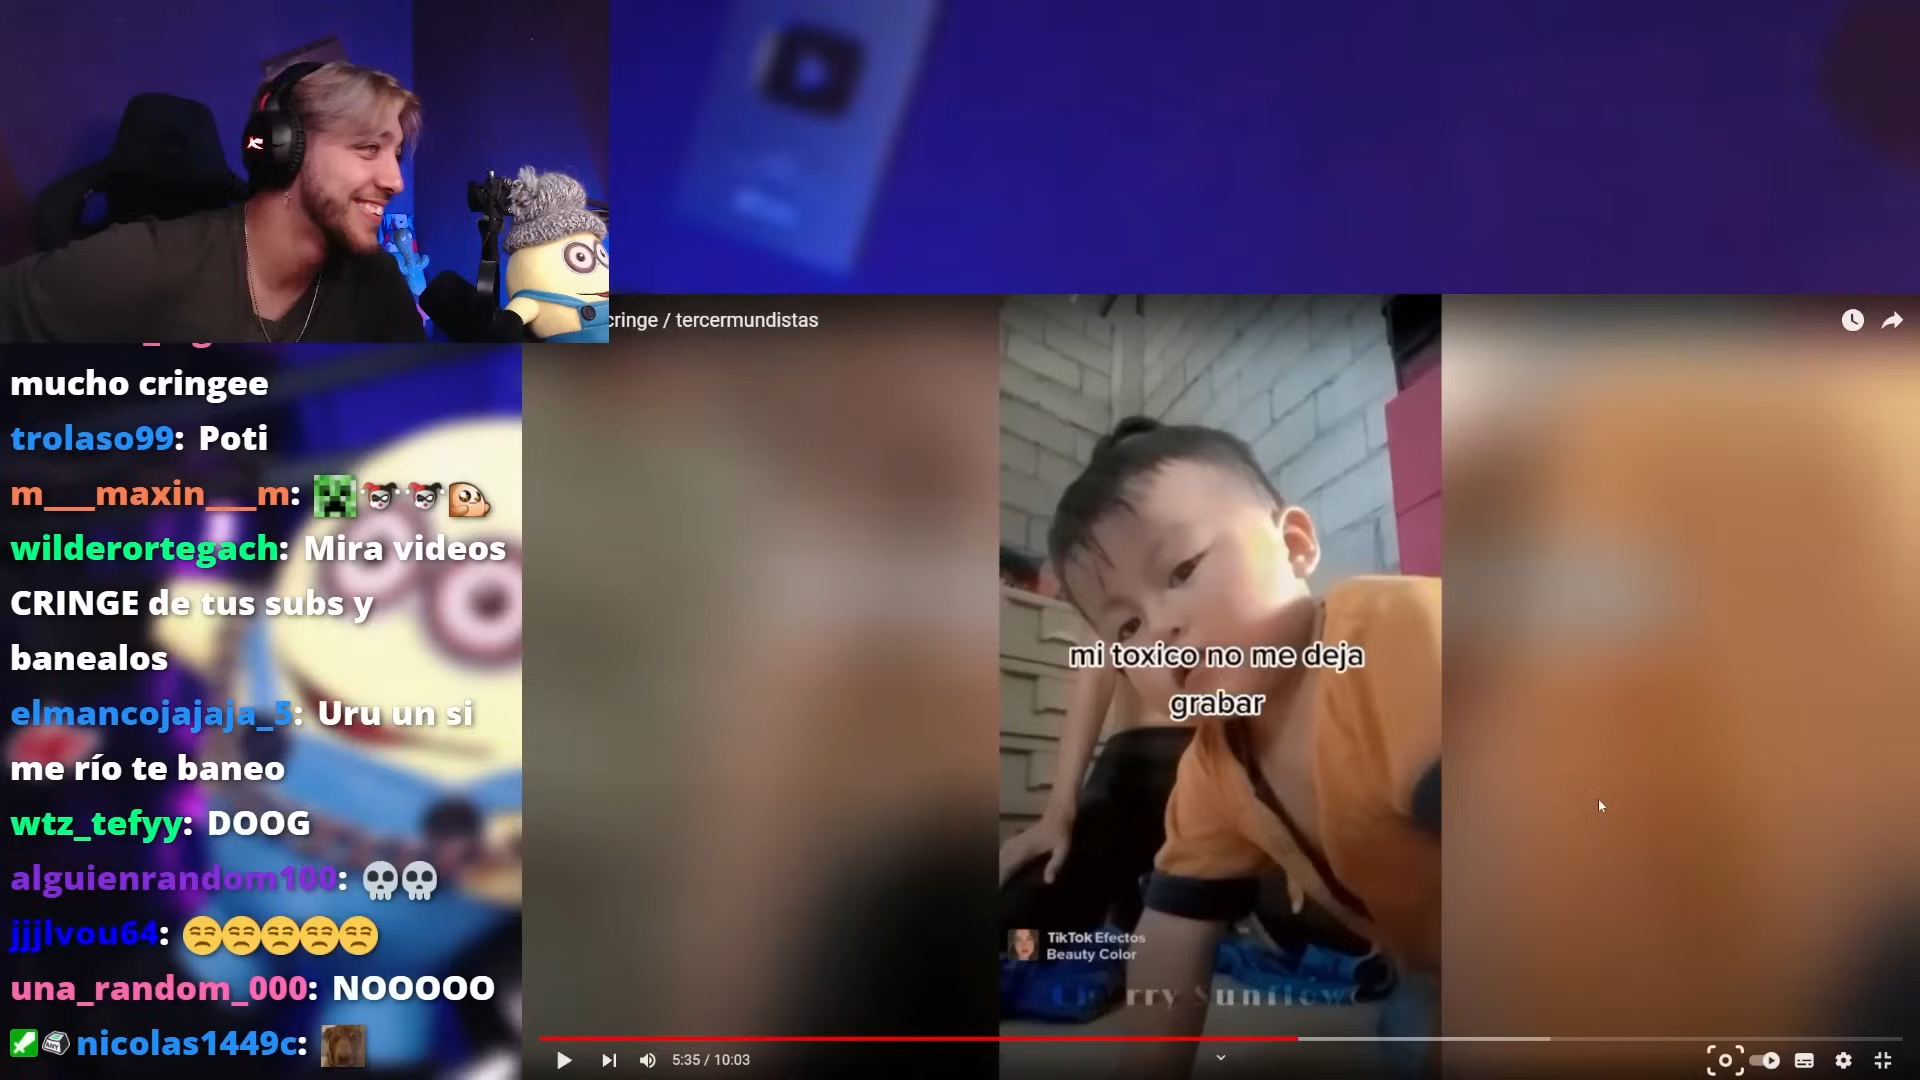 cringe / tercermundistas
mucho cringee
trolaso99: Poti
m___maxin___m:
wilderortegach: Mira videos
CRINGE de tus subs y
banealos
elmancojajaja_5: Uru un si
me río te baneo
wtz_tefyy: DOOG
alguienrandom100:
jjjlvou64:
una_random_000: NOOOOO
nicolas1449c:
mi toxico no me deja
grabar
TikTok Efectos
Beauty Color
5:35 / 10:03